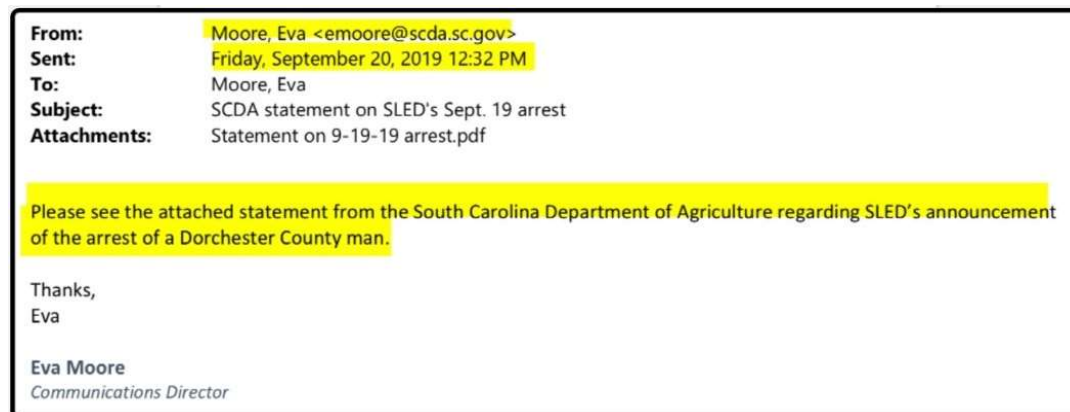 From: Moore, Eva <emoore@scda.sc.gov>
Sent: Friday, September 20, 2019 12:32 PM
To: Moore, Eva
Subject: SCDA statement on SLED's Sept. 19 arrest
Attachments: Statement on 9-19-19 arrest.pdf
Please see the attached statement from the South Carolina Department of Agriculture regarding SLED's announcement
of the arrest of a Dorchester County man.
Thanks,
Eva
Eva Moore
Communications Director